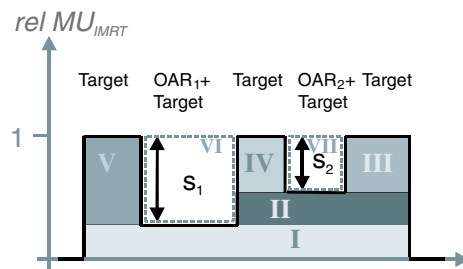 rel MU_IMRT
Target OAR₁+ Target OAR₂+ Target
Target Target
1
V VI IV VII III
S₁ S₂
II
I